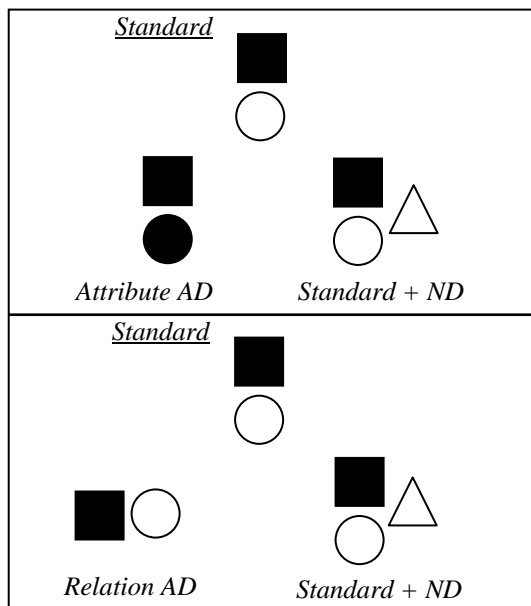 Standard
Attribute AD
Standard + ND
Standard
Relation AD
Standard + ND